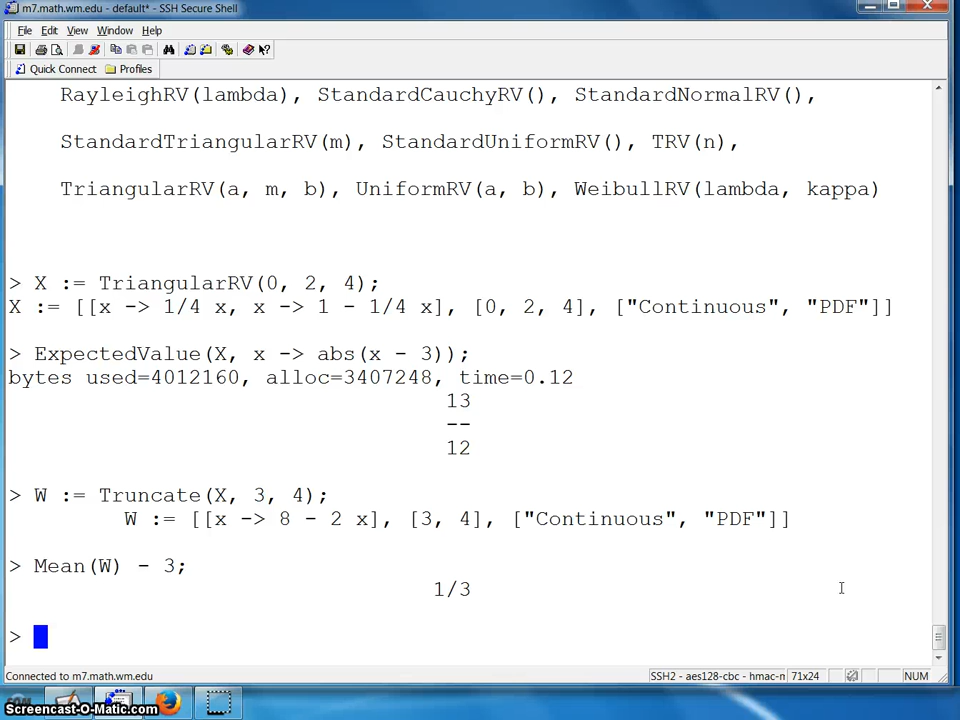 m7.math.wm.edu - default* - SSH Secure Shell
File Edit View Window Help
Quick Connect Profiles
RayleighRV(lambda), StandardCauchyRV(), StandardNormalRV(),
StandardTriangularRV(m), StandardUniformRV(), TRV(n),
TriangularRV(a, m, b), UniformRV(a, b), WeibullRV(lambda, kappa)
> X := TriangularRV(0, 2, 4);
X := [[x -> 1/4 x, x -> 1 - 1/4 x], [0, 2, 4], ["Continuous", "PDF"]]
> ExpectedValue(X, x -> abs(x - 3));
bytes used=4012160, alloc=3407248, time=0.12
13
--
12
> W := Truncate(X, 3, 4);
W := [[x -> 8 - 2 x], [3, 4], ["Continuous", "PDF"]]
> Mean(W) - 3;
1/3
>
Connected to m7.math.wm.edu SSH2 - aes128-cbc - hmac-m 71x24 NUM
Screencast-O-Matic.com